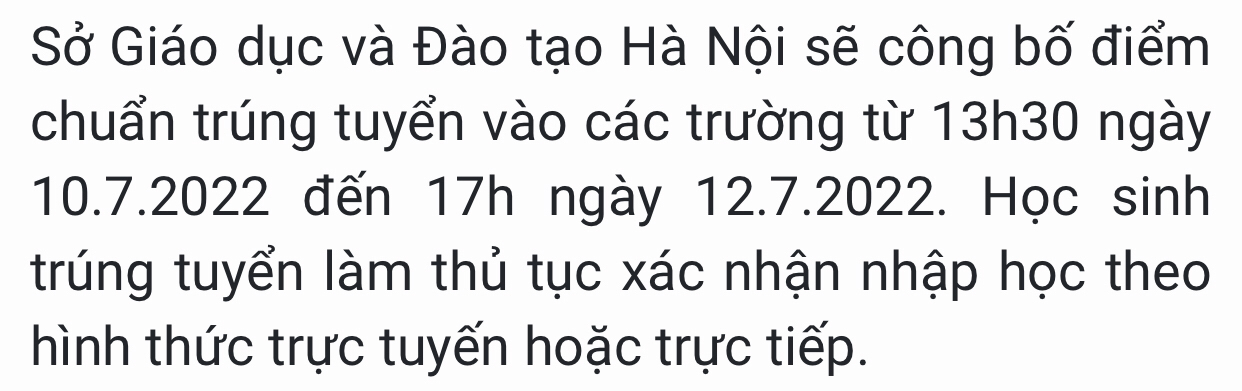 Sở Giáo dục và Đào tạo Hà Nội sẽ công bố điểm
chuẩn trúng tuyển vào các trường từ 13h30 ngày
10.7.2022 đến 17h ngày 12.7.2022. Học sinh
trúng tuyển làm thủ tục xác nhận nhập học theo
hình thức trực tuyến hoặc trực tiếp.